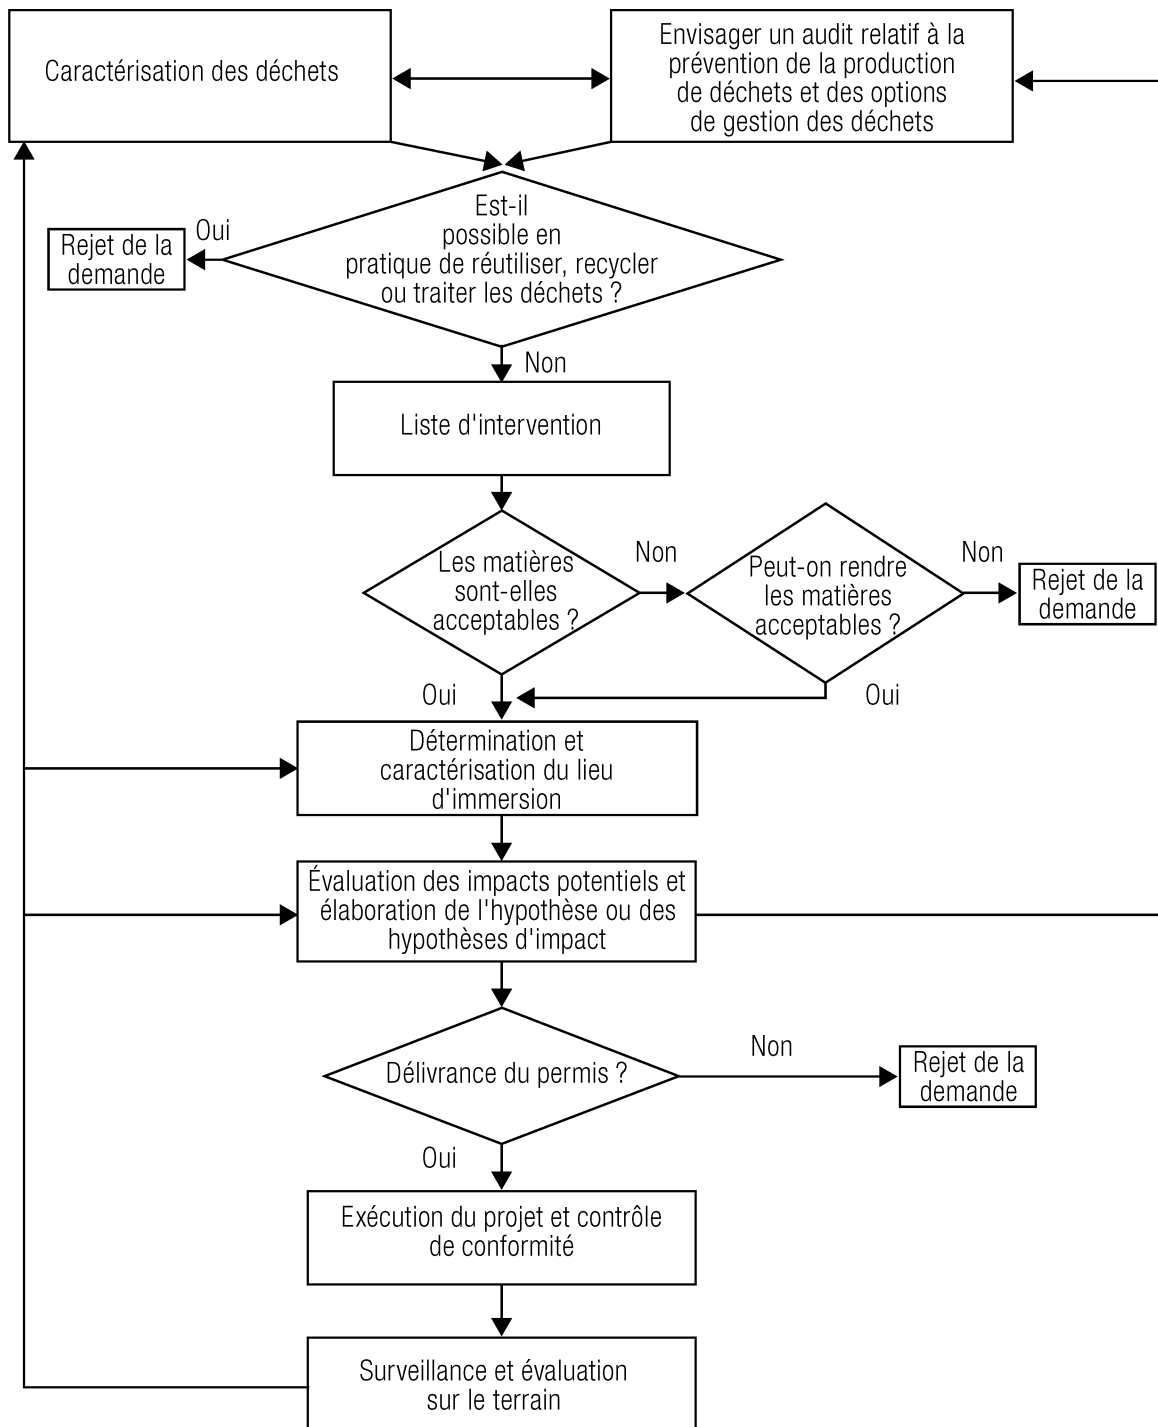 Caractérisation des déchets
Envisager un audit relatif à la
prévention de la production
de déchets et des options
de gestion des déchets
Est-il
possible en
pratique de réutiliser, recycler
ou traiter les déchets ?
Oui
Rejet de la
demande
Non
Liste d'intervention
Les matières
sont-elles
acceptables ?
Non
Peut-on rendre
les matières
acceptables ?
Non
Rejet de la
demande
Oui
Oui
Détermination et
caractérisation du lieu
d'immersion
Évaluation des impacts potentiels et
élaboration de l'hypothèse ou des
hypothèses d'impact
Délivrance du permis ?
Non
Rejet de la
demande
Oui
Exécution du projet et contrôle
de conformité
Surveillance et évaluation
sur le terrain